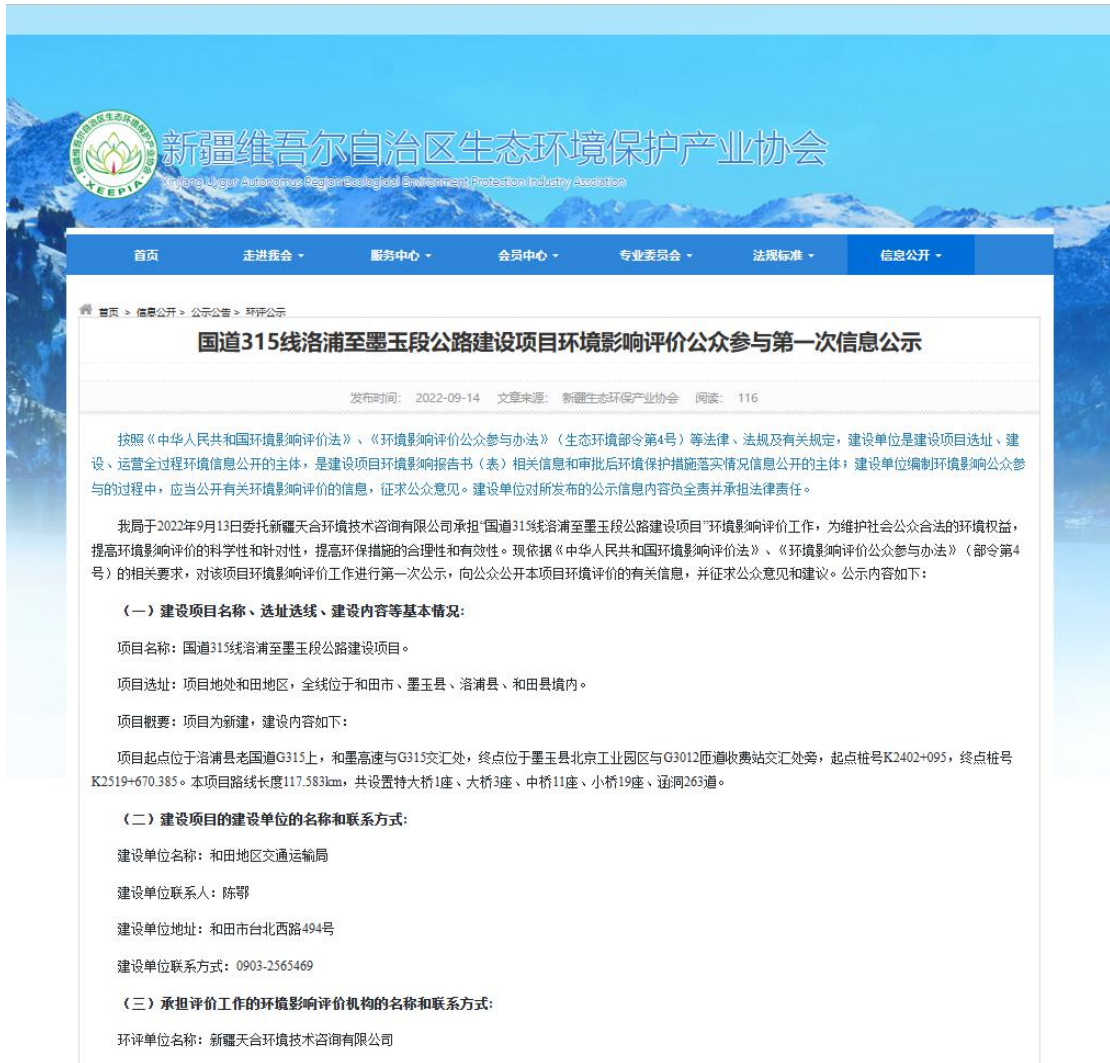 新疆维吾尔自治区生态环境保护产业协会
XEEPIA
新疆维吾尔自治区生态环境保护产业协会
Xinjiang Uygur Autonomus Region Ecologicial Environment Protection Industry Assciation
首页 走进我会 服务中心 会员中心 专业委员会 法规标准 信息公开
首页 > 信息公开 > 公示公告 > 环评公示
国道315线洛浦至墨玉段公路建设项目环境影响评价公众参与第一次信息公示
发布时间: 2022-09-14 文章来源: 新疆生态环保产业协会 阅读: 116
按照《中华人民共和国环境影响评价法》、《环境影响评价公众参与办法》（生态环境部令第4号）等法律、法规及有关规定，建设单位是建设项目选址、建
设、运营全过程环境信息公开的主体，是建设项目环境影响报告书（表）相关信息和审批后环境保护措施落实情况信息公开的主体；建设单位编制环境影响公众参
与的过程中，应当公开有关环境影响评价的信息，征求公众意见。建设单位对所发布的公示信息内容负全责并承担法律责任。
我局于2022年9月13日委托新疆天合环境技术咨询有限公司承担“国道315线洛浦至墨玉段公路建设项目”环境影响评价工作，为维护社会公众合法的环境权益，
提高环境影响评价的科学性和针对性，提高环保措施的合理性和有效性。现依据《中华人民共和国环境影响评价法》、《环境影响评价公众参与办法》（部令第4
号）的相关要求，对该项目环境影响评价工作进行第一次公示，向公众公开本项目环境评价的有关信息，并征求公众意见和建议。公示内容如下：
（一）建设项目名称、选址选线、建设内容等基本情况:
项目名称：国道315线洛浦至墨玉段公路建设项目。
项目选址：项目地处和田地区，全线位于和田市、墨玉县、洛浦县、和田县境内。
项目概要：项目为新建，建设内容如下：
项目起点位于洛浦县老国道G315上，和墨高速与G315交汇处，终点位于墨玉县北京工业园区与G3012匝道收费站交汇处旁，起点桩号K2402+095，终点桩号
K2519+670.385。本项目路线长度117.583km，共设置特大桥1座、大桥3座、中桥11座、小桥19座、涵洞263道。
（二）建设项目的建设单位的名称和联系方式:
建设单位名称：和田地区交通运输局
建设单位联系人：陈鄂
建设单位地址：和田市台北西路494号
建设单位联系方式：0903-2565469
（三）承担评价工作的环境影响评价机构的名称和联系方式:
环评单位名称：新疆天合环境技术咨询有限公司